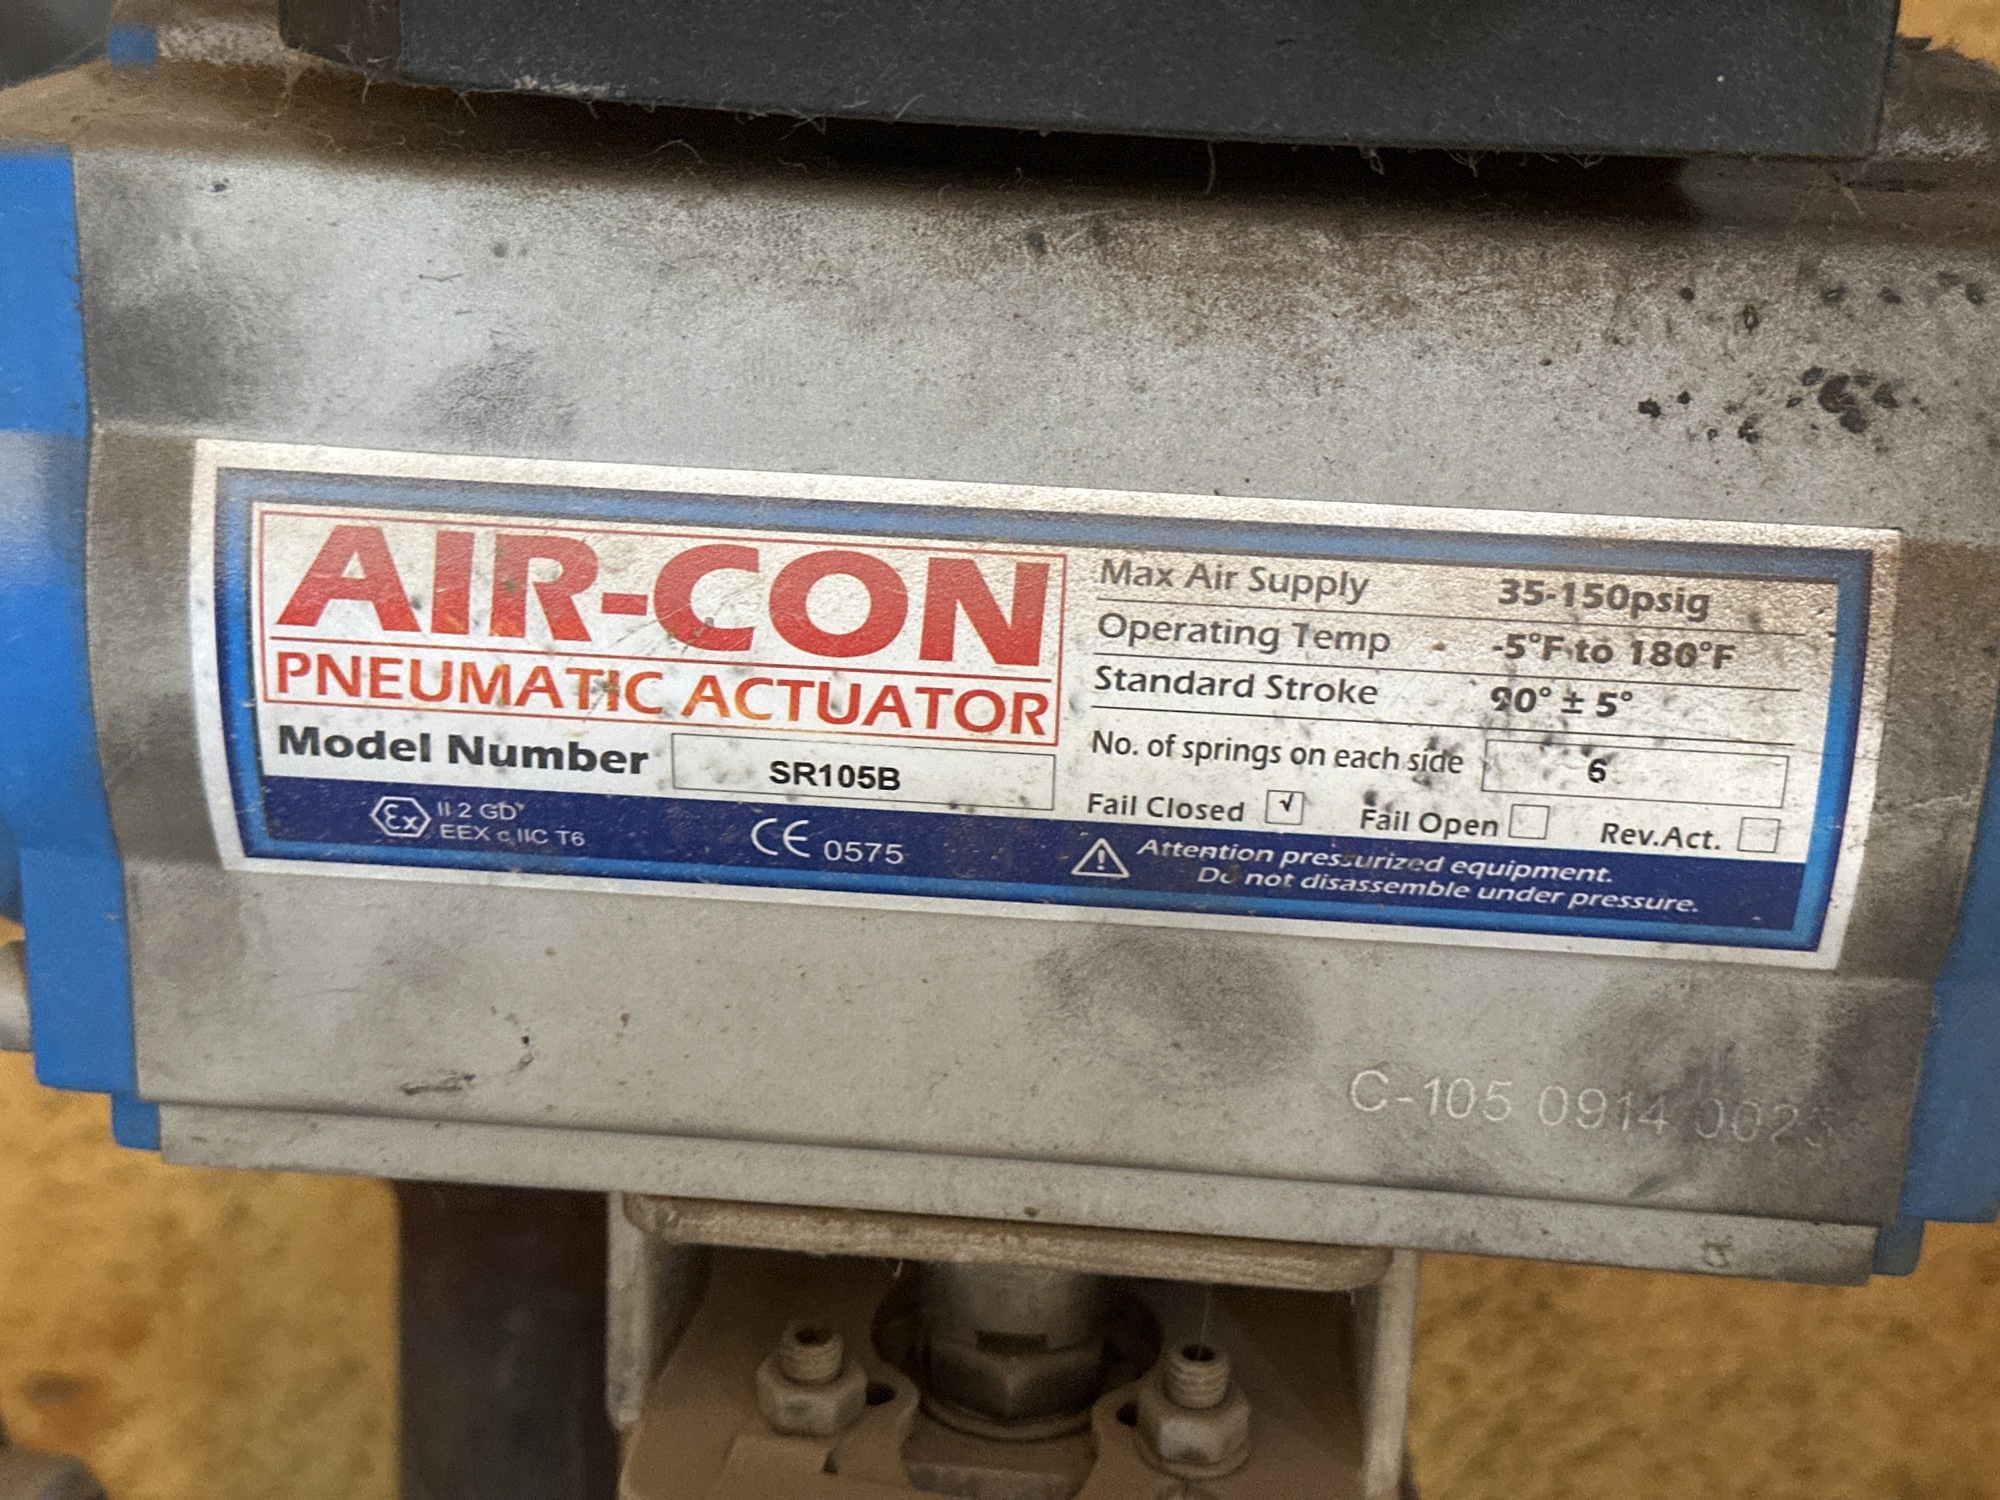 AIR-CON
PNEUMATIC ACTUATOR
Model Number SR105B
Ex II 2 GD
EEX c IIC T6
CE 0575
Max Air Supply 35-150psig
Operating Temp -5°F to 180°F
Standard Stroke 90° ± 5°
No. of springs on each side 6
Fail Closed √ Fail Open Rev.Act.
Attention pressurized equipment.
Do not disassemble under pressure.
C-105 0914